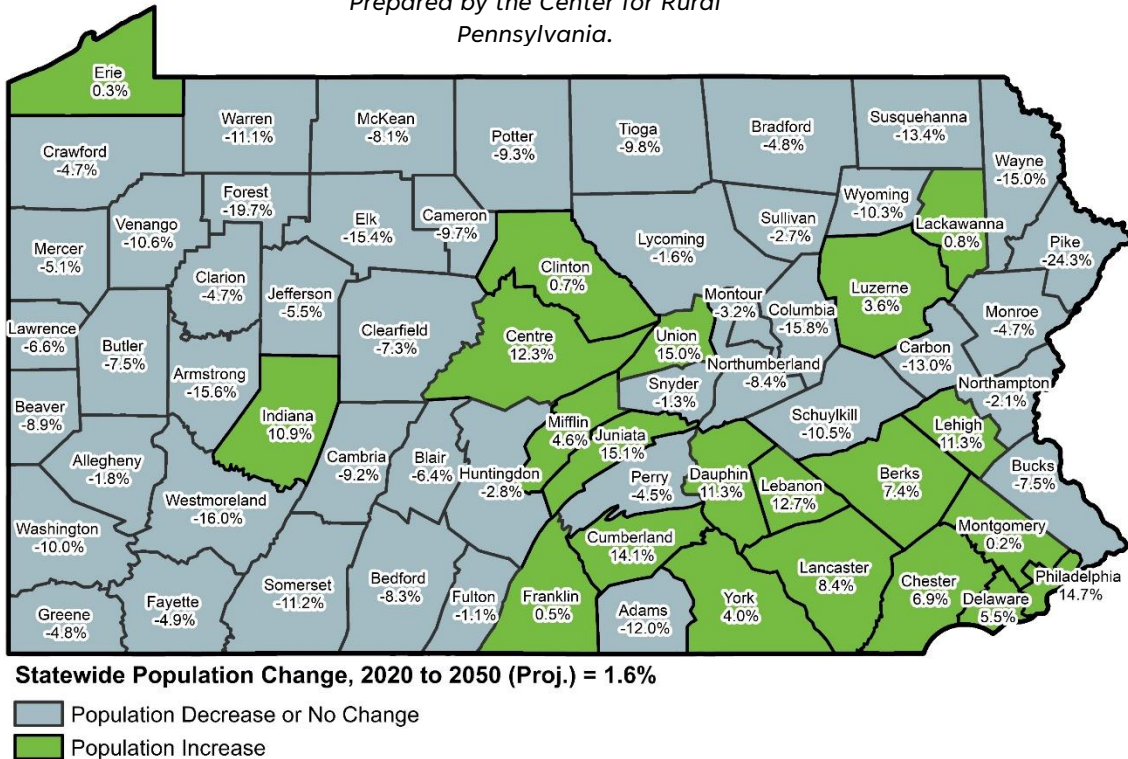 Prepared by the Center for Rural
Pennsylvania.
Erie
0.3%
Warren
-11.1%
McKean
-8.1%
Potter
-9.3%
Tioga
-9.8%
Bradford
-4.8%
Susquehanna
-13.4%
Wayne
-15.0%
Crawford
-4.7%
Forest
-19.7%
Venango
-10.6%
Elk
-15.4%
Cameron
-9.7%
Lycoming
-1.6%
Sullivan
-2.7%
Wyoming
-10.3%
Lackawanna
0.8%
Pike
-24.3%
Mercer
-5.1%
Clarion
-4.7%
Jefferson
-5.5%
Clinton
0.7%
Luzerne
3.6%
Monroe
-4.7%
Lawrence
-6.6%
Butler
-7.5%
Clearfield
-7.3%
Centre
12.3%
Union
15.0%
Montour
-3.2%
Columbia
-15.8%
Carbon
-13.0%
Armstrong
-15.6%
Snyder
-1.3%
Northumberland
-8.4%
Northampton
-2.1%
Beaver
-8.9%
Indiana
10.9%
Mifflin
4.6%
Juniata
15.1%
Schuylkill
-10.5%
Lehigh
11.3%
Allegheny
-1.8%
Cambria
-9.2%
Blair
-6.4%
Huntingdon
-2.8%
Perry
-4.5%
Dauphin
11.3%
Lebanon
12.7%
Berks
7.4%
Bucks
-7.5%
Westmoreland
-16.0%
Washington
-10.0%
Cumberland
14.1%
Montgomery
0.2%
Greene
-4.8%
Fayette
-4.9%
Somerset
-11.2%
Bedford
-8.3%
Fulton
-1.1%
Franklin
0.5%
Adams
-12.0%
York
4.0%
Lancaster
8.4%
Chester
6.9%
Delaware
5.5%
Philadelphia
14.7%
Statewide Population Change, 2020 to 2050 (Proj.) = 1.6%
Population Decrease or No Change
Population Increase